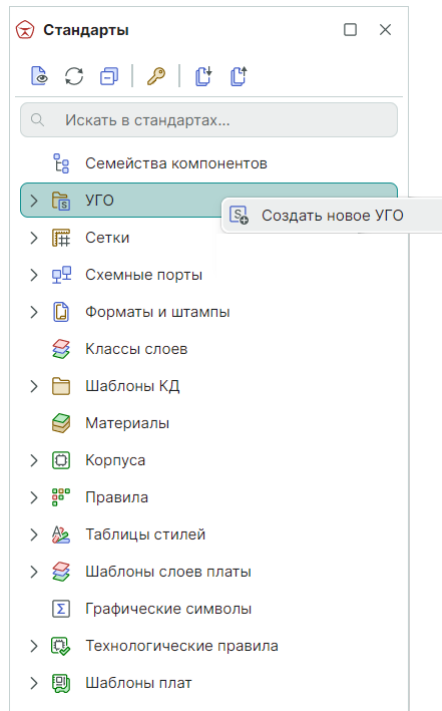 Стандарты
Искать в стандартах...
Семейства компонентов
УГО
Создать новое УГО
Сетки
Схемные порты
Форматы и штампы
Классы слоев
Шаблоны КД
Материалы
Корпуса
Правила
Таблицы стилей
Шаблоны слоев платы
Графические символы
Технологические правила
Шаблоны плат